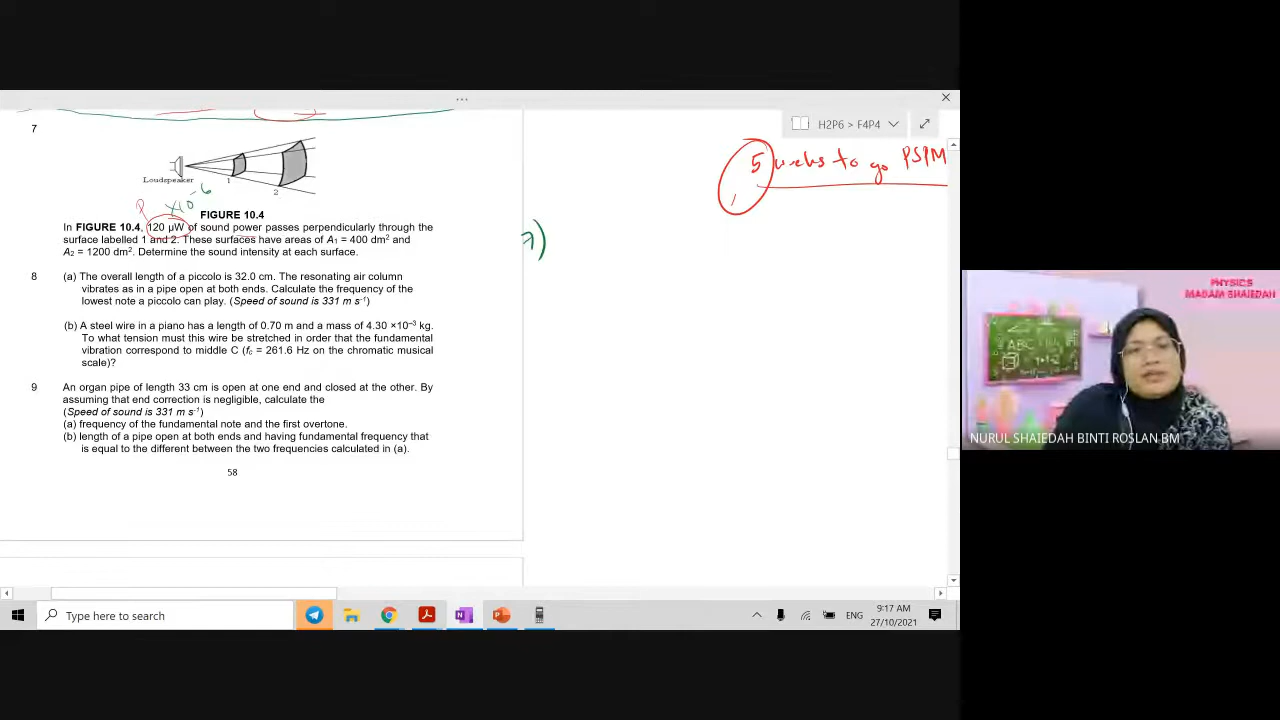 H2P6 > F4P4
7
5 weeks to go PSPM
Loudspeaker
1
2
P
×10⁻⁶
FIGURE 10.4
In FIGURE 10.4, 120 µW of sound power passes perpendicularly through the
surface labelled 1 and 2. These surfaces have areas of A₁ = 400 dm² and
A₂ = 1200 dm². Determine the sound intensity at each surface.
7)
8 (a) The overall length of a piccolo is 32.0 cm. The resonating air column
vibrates as in a pipe open at both ends. Calculate the frequency of the
lowest note a piccolo can play. (Speed of sound is 331 m s⁻¹)
(b) A steel wire in a piano has a length of 0.70 m and a mass of 4.30 ×10⁻³ kg.
To what tension must this wire be stretched in order that the fundamental
vibration correspond to middle C (fc = 261.6 Hz on the chromatic musical
scale)?
9 An organ pipe of length 33 cm is open at one end and closed at the other. By
assuming that end correction is negligible, calculate the
(Speed of sound is 331 m s⁻¹)
(a) frequency of the fundamental note and the first overtone.
(b) length of a pipe open at both ends and having fundamental frequency that
is equal to the different between the two frequencies calculated in (a).
58
PHYSICS
MADAM SHAIEDAH
ABC
NURUL SHAIEDAH BINTI ROSLAN BM
Type here to search
ENG
9:17 AM
27/10/2021